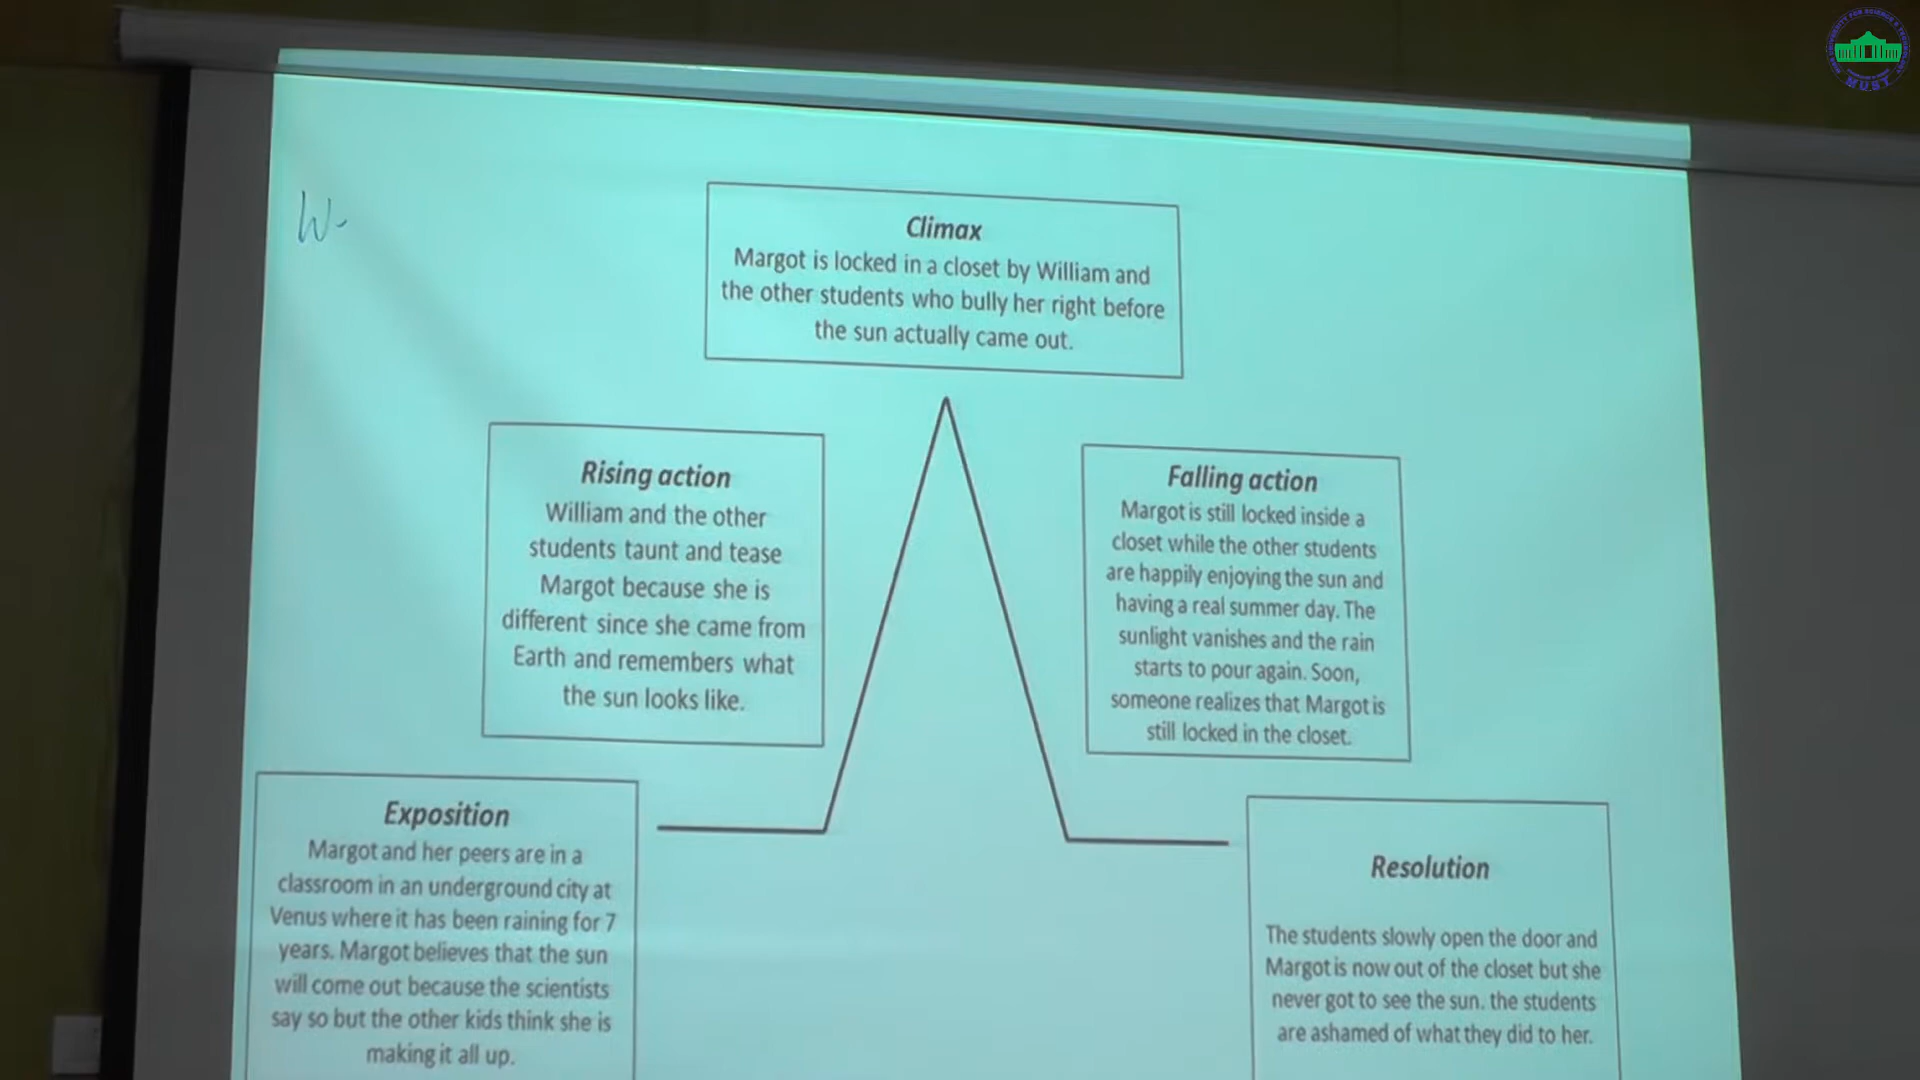 W-
Climax
Margot is locked in a closet by William and
the other students who bully her right before
the sun actually came out.
Rising action
William and the other
students taunt and tease
Margot because she is
different since she came from
Earth and remembers what
the sun looks like.
Falling action
Margot is still locked inside a
closet while the other students
are happily enjoying the sun and
having a real summer day. The
sunlight vanishes and the rain
starts to pour again. Soon,
someone realizes that Margot is
still locked in the closet.
Exposition
Margot and her peers are in a
classroom in an underground city at
Venus where it has been raining for 7
years. Margot believes that the sun
will come out because the scientists
say so but the other kids think she is
making it all up.
Resolution
The students slowly open the door and
Margot is now out of the closet but she
never got to see the sun. the students
are ashamed of what they did to her.
MUST